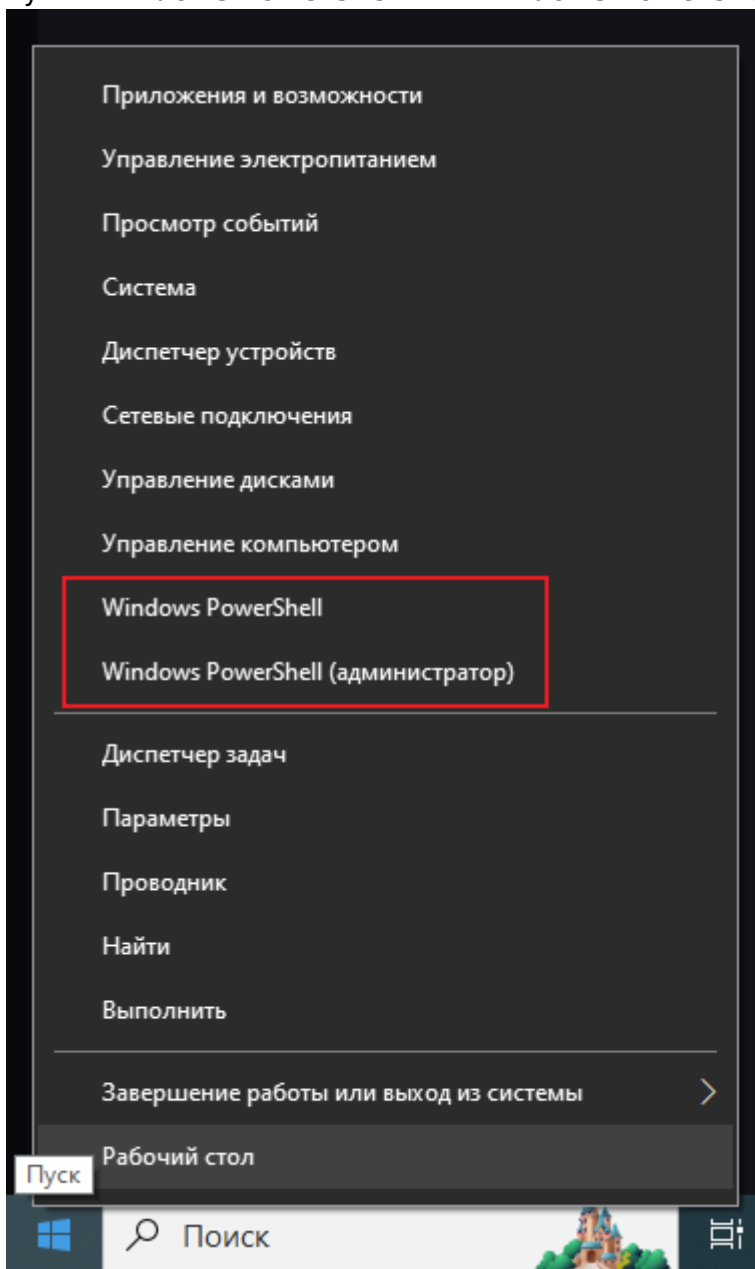 Приложения и возможности
Управление электропитанием
Просмотр событий
Система
Диспетчер устройств
Сетевые подключения
Управление дисками
Управление компьютером
Windows PowerShell
Windows PowerShell (администратор)
Диспетчер задач
Параметры
Проводник
Найти
Выполнить
Завершение работы или выход из системы
Рабочий стол
Пуск
Поиск